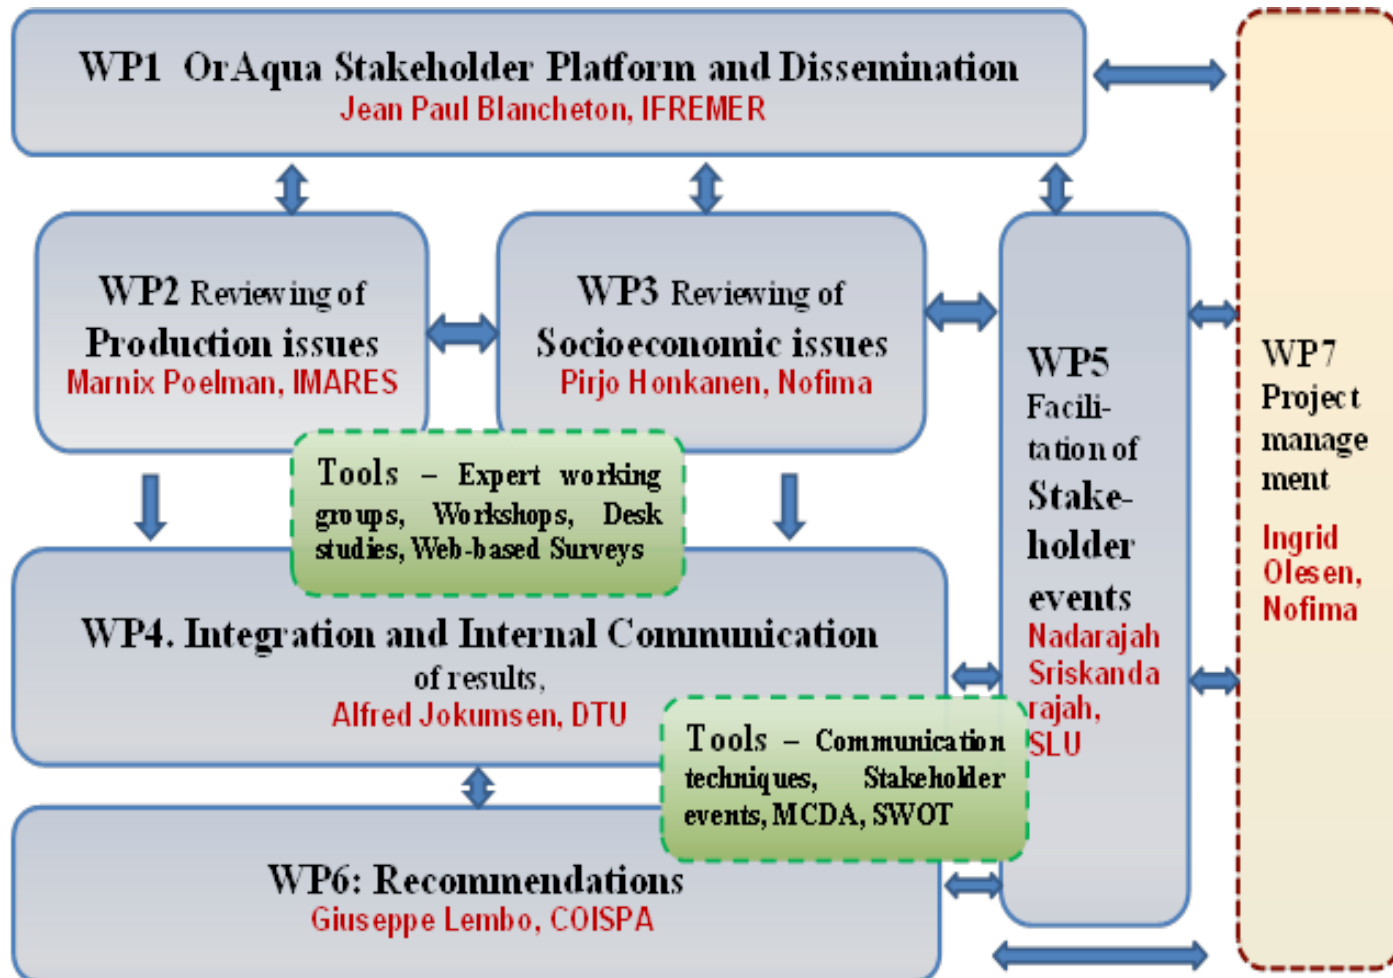 WP1 OrAqua Stakeholder Platform and Dissemination
Jean Paul Blancheton, IFREMER
WP2 Reviewing of
Production issues
Marnix Poelman, IMARES
WP3 Reviewing of
Socioeconomic issues
Pirjo Honkanen, Nofima
Tools – Expert working
groups, Workshops, Desk
studies, Web-based Surveys
WP4. Integration and Internal Communication
of results,
Alfred Jokumsen, DTU
Tools – Communication
techniques, Stakeholder
events, MCDA, SWOT
WP6: Recommendations
Giuseppe Lembo, COISPA
WP5
Facili-
tation of
Stake-
holder
events
Nadarajah
Sriskanda
rajah,
SLU
WP7
Project
manage
ment
Ingrid
Olesen,
Nofima